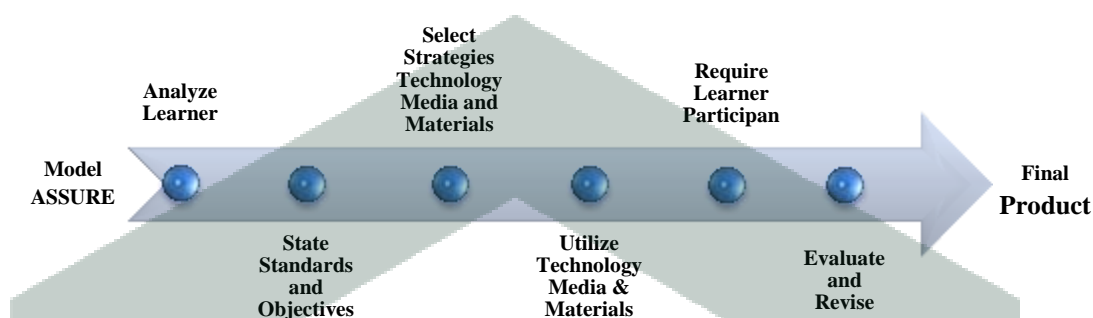 Model
ASSURE
Analyze
Learner
State
Standards
and
Objectives
Select
Strategies
Technology
Media and
Materials
Utilize
Technology
Media &
Materials
Require
Learner
Participan
Evaluate
and
Revise
Final
Product